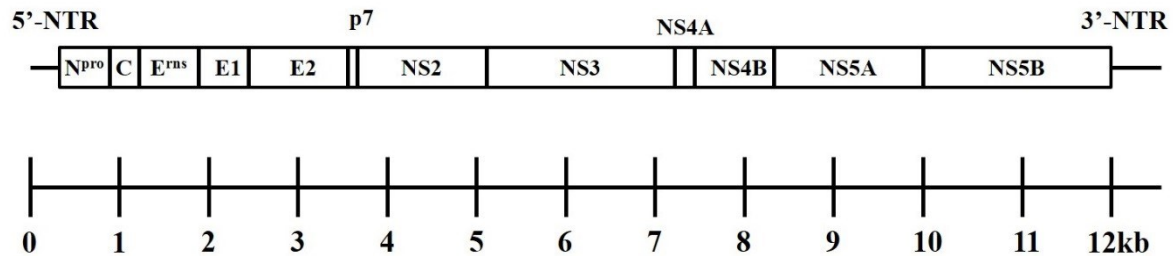 5’-NTR p7 NS4A 3’-NTR
Nᵖʳᵒ C Eʳⁿˢ E1 E2 NS2 NS3 NS4B NS5A NS5B
0 1 2 3 4 5 6 7 8 9 10 11 12kb